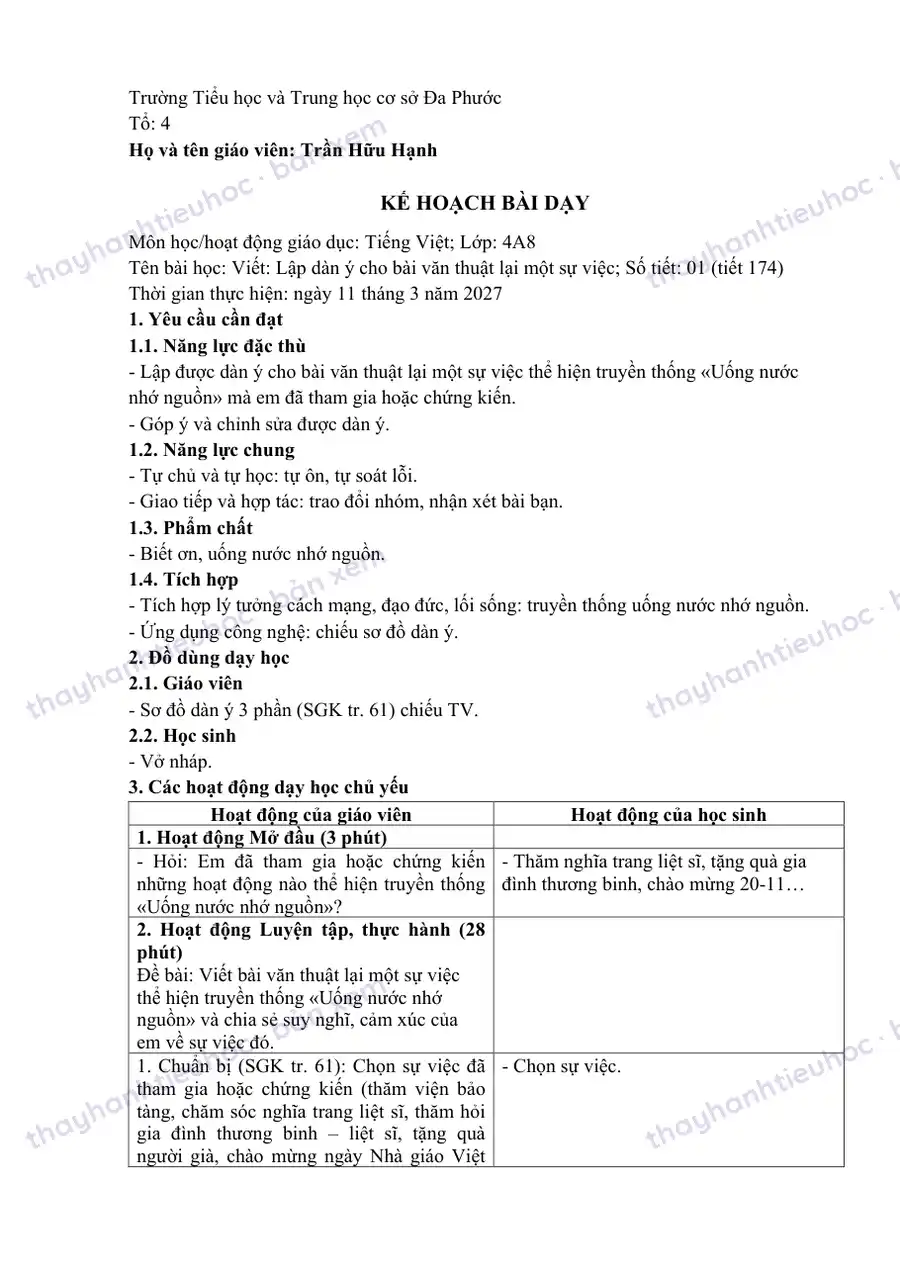 Trường Tiểu học và Trung học cơ sở Đa Phước
Tổ: 4
Họ và tên giáo viên: Trần Hữu Hạnh
KẾ HOẠCH BÀI DẠY
Môn học/hoạt động giáo dục: Tiếng Việt; Lớp: 4A8
Tên bài học: Viết: Lập dàn ý cho bài văn thuật lại một sự việc; Số tiết: 01 (tiết 174)
Thời gian thực hiện: ngày 11 tháng 3 năm 2027
1. Yêu cầu cần đạt
1.1. Năng lực đặc thù
- Lập được dàn ý cho bài văn thuật lại một sự việc thể hiện truyền thống «Uống nước
nhớ nguồn» mà em đã tham gia hoặc chứng kiến.
- Góp ý và chỉnh sửa được dàn ý.
1.2. Năng lực chung
- Tự chủ và tự học: tự ôn, tự soát lỗi.
- Giao tiếp và hợp tác: trao đổi nhóm, nhận xét bài bạn.
1.3. Phẩm chất
- Biết ơn, uống nước nhớ nguồn.
1.4. Tích hợp
- Tích hợp lý tưởng cách mạng, đạo đức, lối sống: truyền thống uống nước nhớ nguồn.
- Ứng dụng công nghệ: chiếu sơ đồ dàn ý.
2. Đồ dùng dạy học
2.1. Giáo viên
- Sơ đồ dàn ý 3 phần (SGK tr. 61) chiếu TV.
2.2. Học sinh
- Vở nháp.
3. Các hoạt động dạy học chủ yếu
Hoạt động của giáo viên
Hoạt động của học sinh
1. Hoạt động Mở đầu (3 phút)
- Hỏi: Em đã tham gia hoặc chứng kiến
những hoạt động nào thể hiện truyền thống
«Uống nước nhớ nguồn»?
- Thăm nghĩa trang liệt sĩ, tặng quà gia
đình thương binh, chào mừng 20-11…
2. Hoạt động Luyện tập, thực hành (28
phút)
Đề bài: Viết bài văn thuật lại một sự việc
thể hiện truyền thống «Uống nước nhớ
nguồn» và chia sẻ suy nghĩ, cảm xúc của
em về sự việc đó.
1. Chuẩn bị (SGK tr. 61): Chọn sự việc đã
tham gia hoặc chứng kiến (thăm viện bảo
tàng, chăm sóc nghĩa trang liệt sĩ, thăm hỏi
gia đình thương binh – liệt sĩ, tặng quà
người già, chào mừng ngày Nhà giáo Việt
- Chọn sự việc.
thayhanhtieuhoc · bản xem
thayhanhtieuhoc · b
thayhanhtieuhoc · bản xem
thayhanhtieuhoc · b
thayhanhtieuhoc · bản xem
thayhanhtieuhoc · b